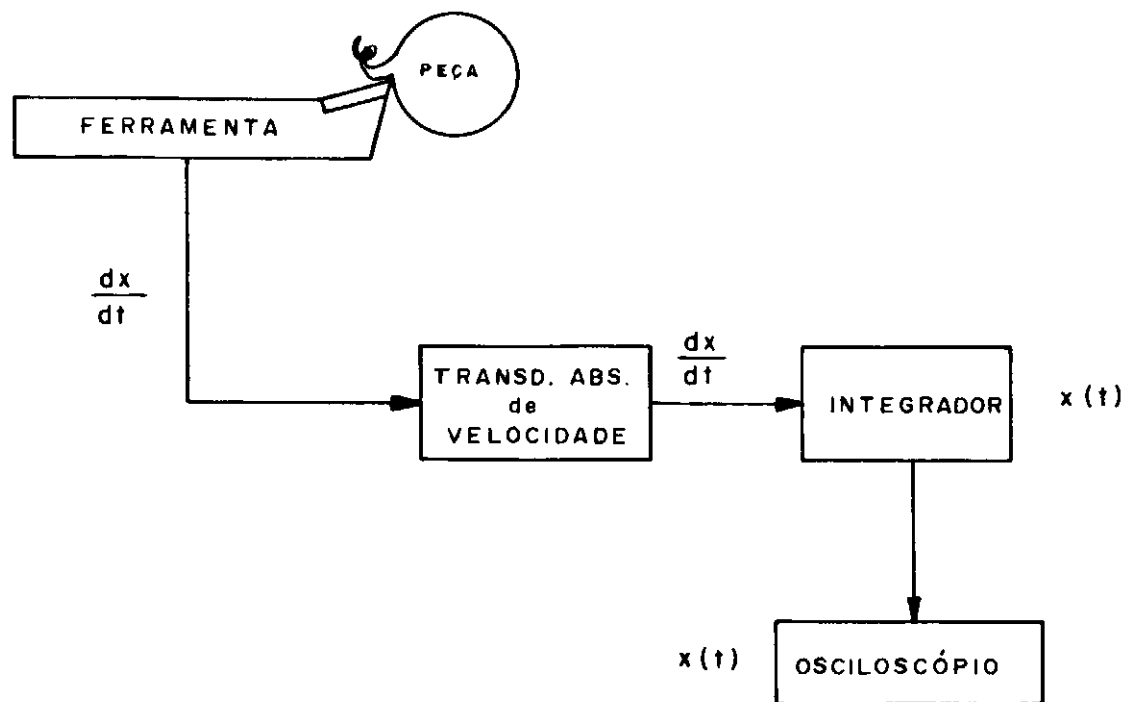 PEÇA
FERRAMENTA
dx
dt
TRANSD. ABS.
de
VELOCIDADE
dx
dt
INTEGRADOR
x (t)
x (t)
OSCILOSCÓPIO